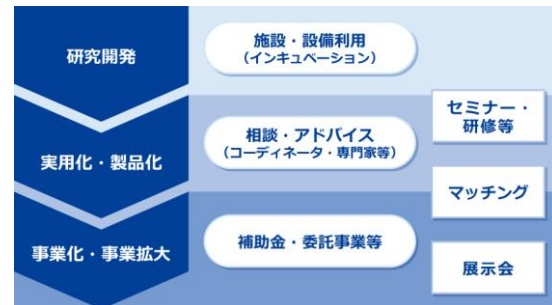 研究開発
施設・設備利用
(インキュベーション)
セミナー・
研修等
実用化・製品化
相談・アドバイス
(コーディネータ・専門家等)
マッチング
事業化・事業拡大
補助金・委託事業等
展示会